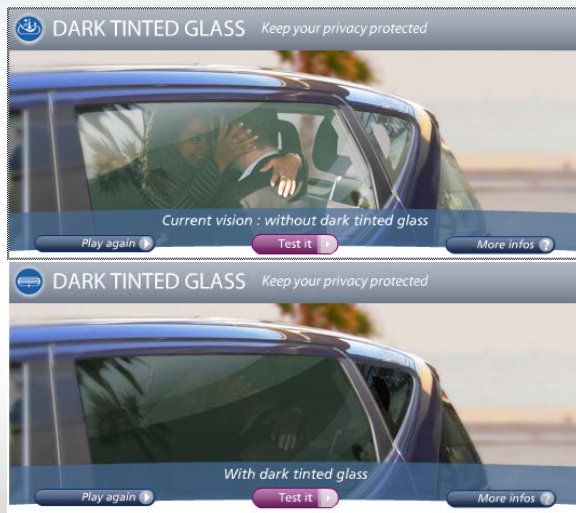 DARK TINTED GLASS Keep your privacy protected
Current vision : without dark tinted glass
Play again Test it More infos ?
DARK TINTED GLASS Keep your privacy protected
With dark tinted glass
Play again Test it More infos ?